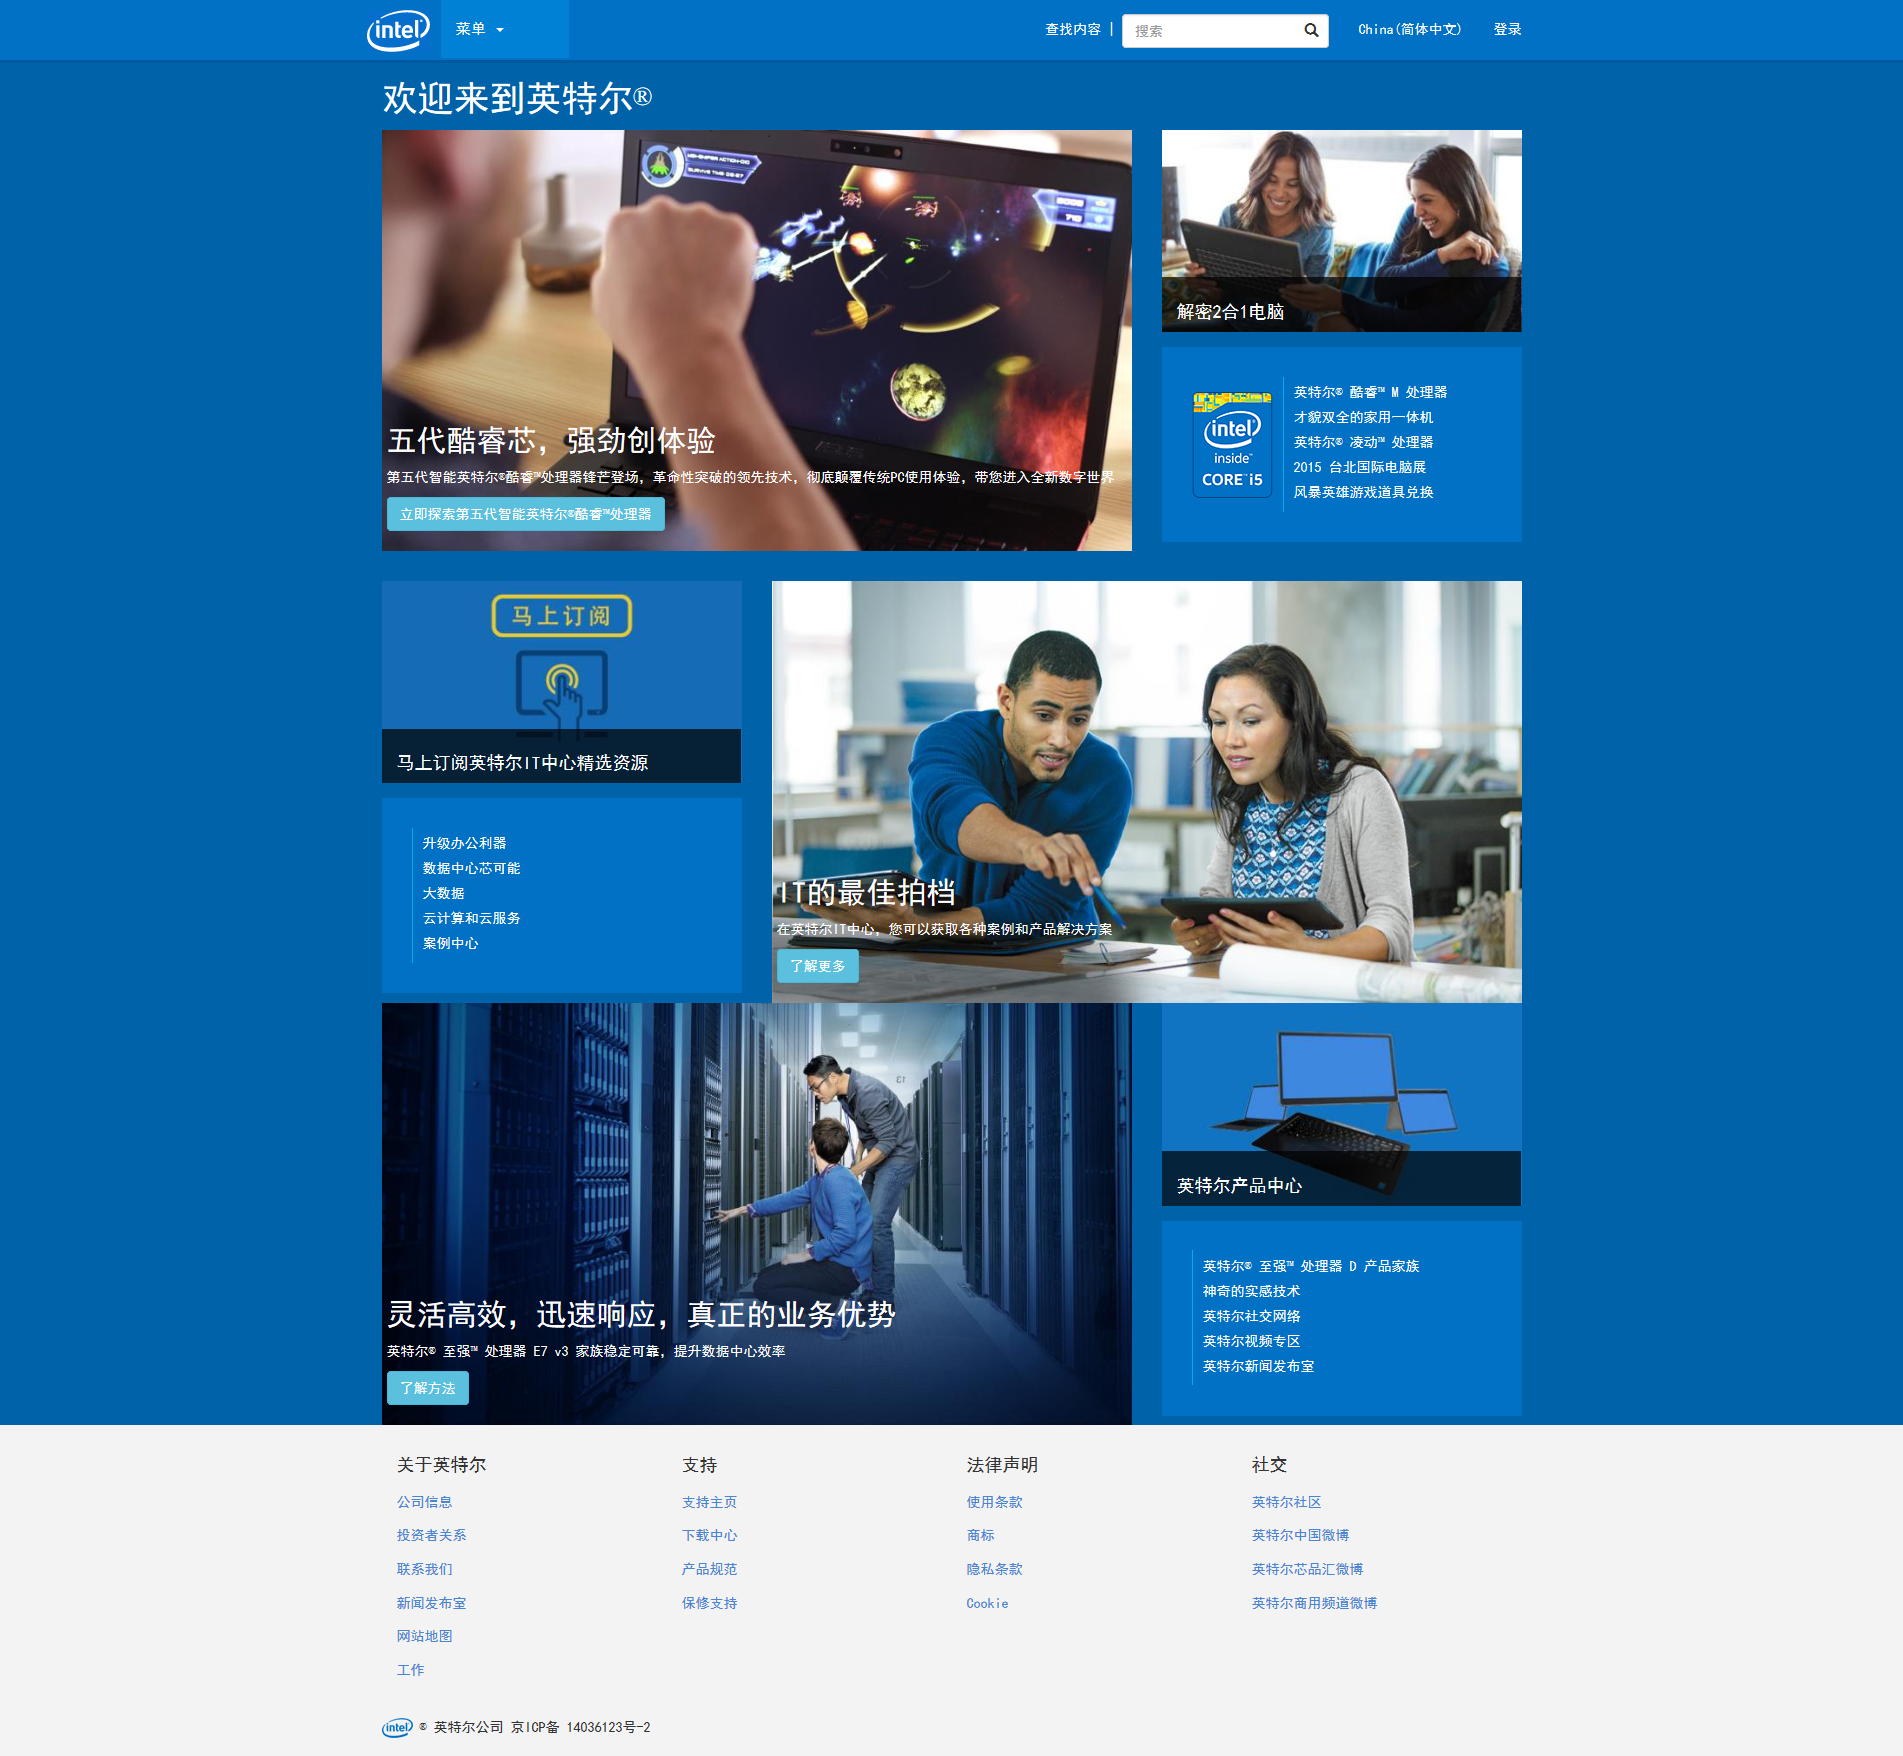 intel 菜单 查找内容 | 搜索 China(简体中文) 登录
欢迎来到英特尔®
五代酷睿芯，强劲创体验
第五代智能英特尔®酷睿™处理器锋芒登场，革命性突破的领先技术，彻底颠覆传统PC使用体验，带您进入全新数字世界
立即探索第五代智能英特尔®酷睿™处理器
解密2合1电脑
intel
inside™
CORE™ i5
英特尔® 酷睿™ M 处理器
才貌双全的家用一体机
英特尔® 凌动™ 处理器
2015 台北国际电脑展
风暴英雄游戏道具兑换
马上订阅
马上订阅英特尔IT中心精选资源
升级办公利器
数据中心芯可能
大数据
云计算和云服务
案例中心
IT的最佳拍档
在英特尔IT中心，您可以获取各种案例和产品解决方案
了解更多
灵活高效，迅速响应，真正的业务优势
英特尔® 至强™ 处理器 E7 v3 家族稳定可靠，提升数据中心效率
了解方法
英特尔产品中心
英特尔® 至强™ 处理器 D 产品家族
神奇的实感技术
英特尔社交网络
英特尔视频专区
英特尔新闻发布室
关于英特尔
公司信息
投资者关系
联系我们
新闻发布室
网站地图
工作
支持
支持主页
下载中心
产品规范
保修支持
法律声明
使用条款
商标
隐私条款
Cookie
社交
英特尔社区
英特尔中国微博
英特尔芯品汇微博
英特尔商用频道微博
intel © 英特尔公司 京ICP备 14036123号-2